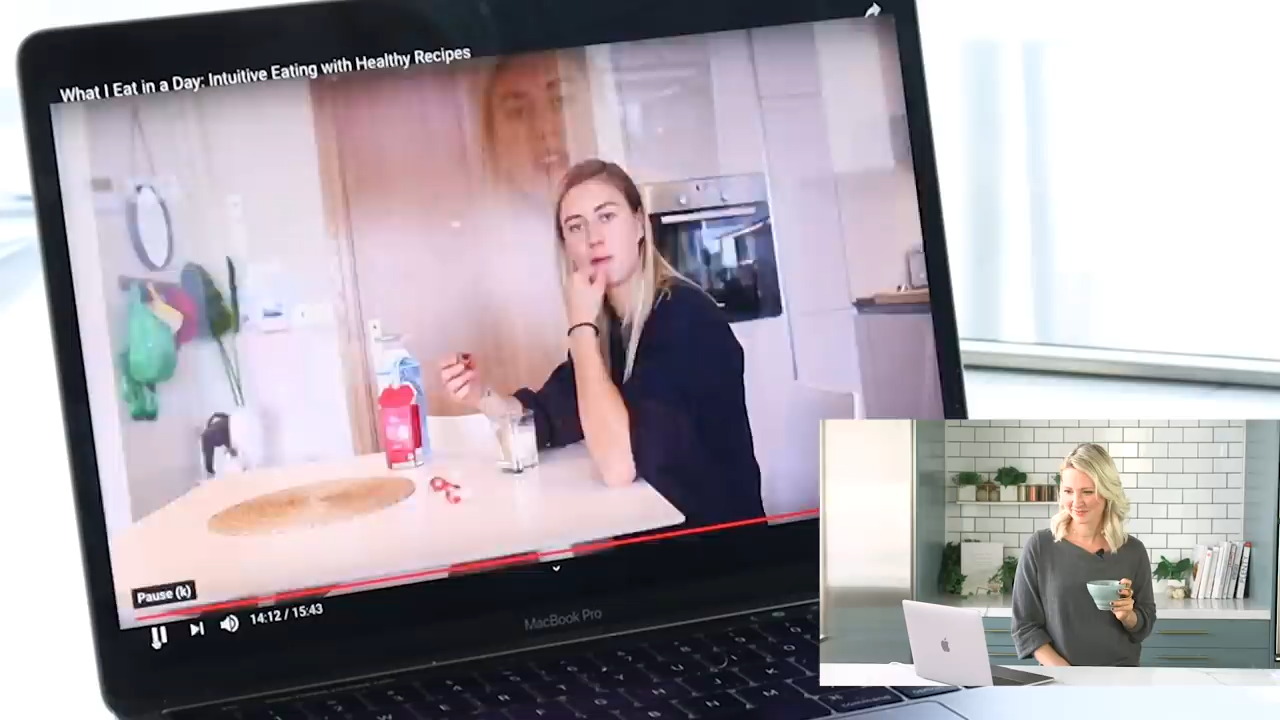 What I Eat in a Day: Intuitive Eating with Healthy Recipes
Pause (k)
14:12 / 15:43
MacBook Pro